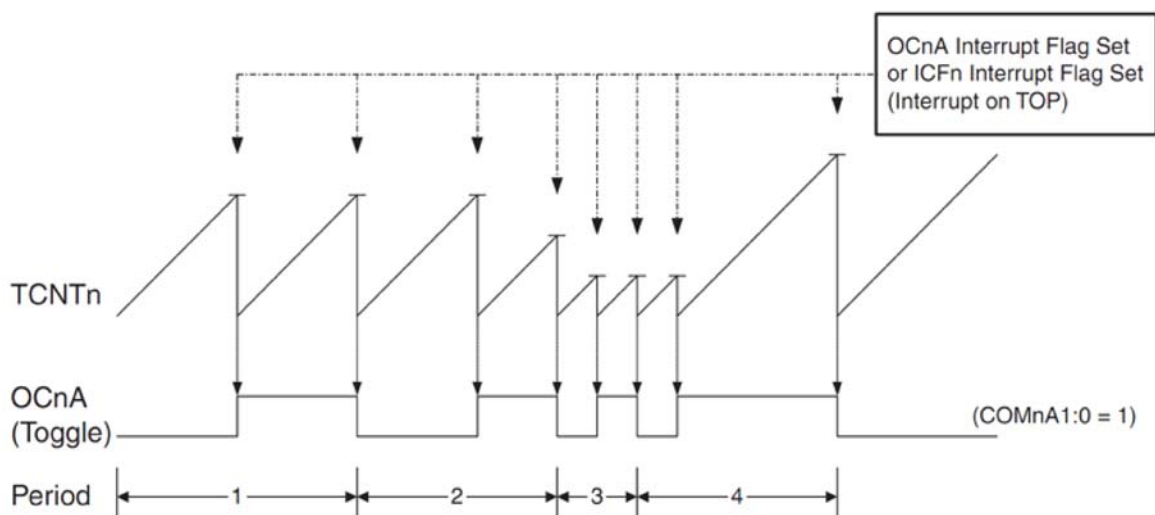 OCnA Interrupt Flag Set
or ICFn Interrupt Flag Set
(Interrupt on TOP)
TCNTn
OCnA
(Toggle)
(COMnA1:0 = 1)
Period
1
2
3
4